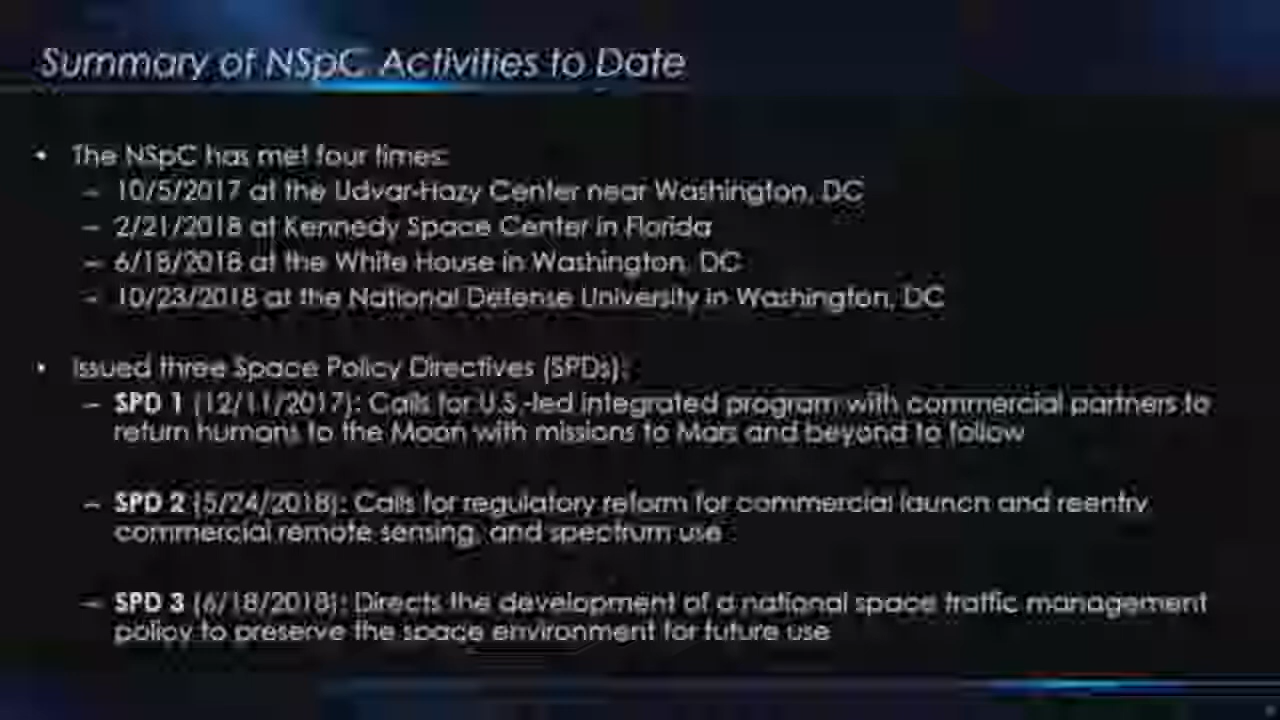 Summary of NSpC Activities to Date
• The NSpC has met four times:
– 10/5/2017 at the Udvar-Hazy Center near Washington, DC
– 2/21/2018 at Kennedy Space Center in Florida
– 6/18/2018 at the White House in Washington, DC
– 10/23/2018 at the National Defense University in Washington, DC
• Issued three Space Policy Directives (SPDs):
– SPD 1 (12/11/2017): Calls for U.S.-led integrated program with commercial partners to
return humans to the Moon with missions to Mars and beyond to follow
– SPD 2 (5/24/2018): Calls for regulatory reform for commercial launch and reentry,
commercial remote sensing, and spectrum use
– SPD 3 (6/18/2018): Directs the development of a national space traffic management
policy to preserve the space environment for future use